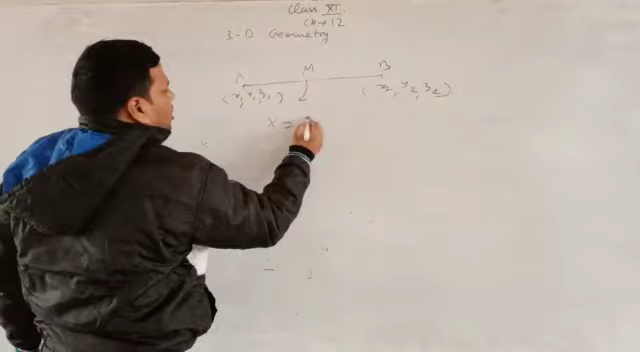 Class XI
CH→12
3-D Geometry
A M B
(x₁, y₁, z₁) (x₂, y₂, z₂)
x =